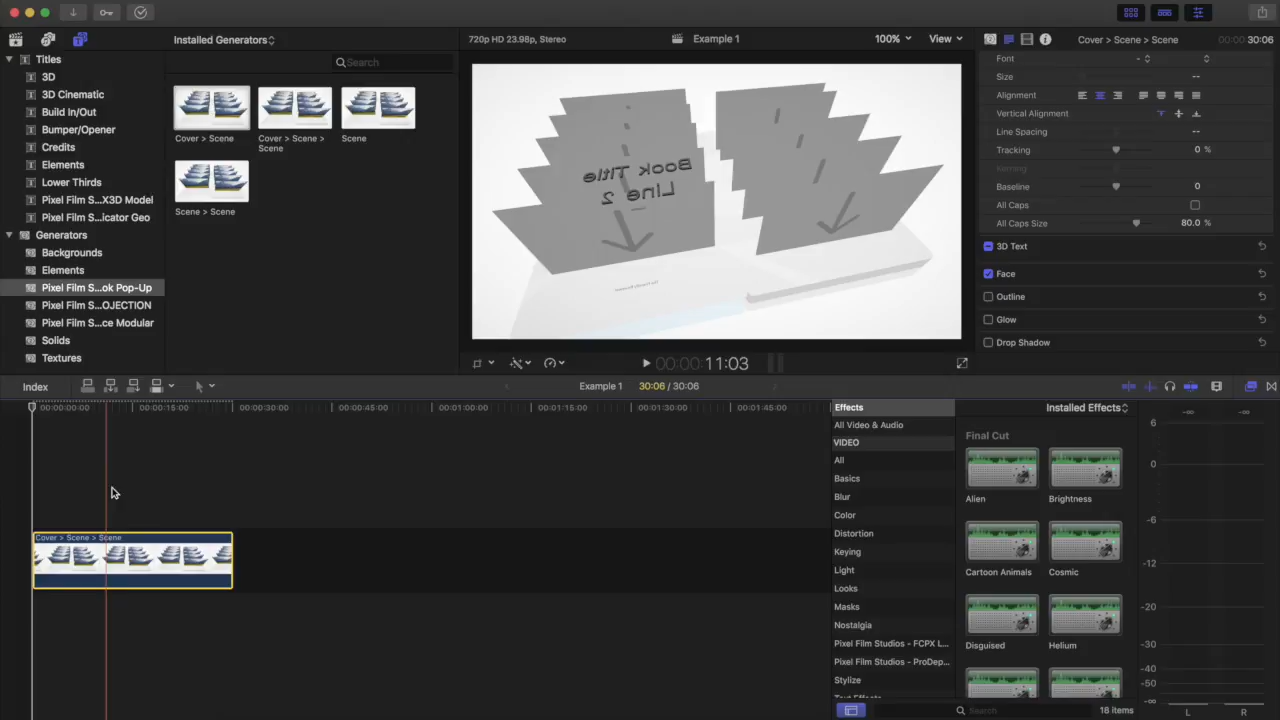 Installed Generators
720p HD 23.98p, Stereo
Example 1
100%
View
Cover > Scene > Scene
00:00:30:06
Titles
3D
3D Cinematic
Build In/Out
Bumper/Opener
Credits
Elements
Lower Thirds
Pixel Film S...X3D Model
Pixel Film S...icator Geo
Generators
Backgrounds
Elements
Pixel Film S...ok Pop-Up
Pixel Film S...OJECTION
Pixel Film S...ce Modular
Solids
Textures
Search
Cover > Scene
Cover > Scene >
Scene
Scene
Scene > Scene
Book Title
Line 2
Font
Size
--
Alignment
Vertical Alignment
Line Spacing
--
Tracking
0 %
Kerning
Baseline
0
All Caps
All Caps Size
80.0 %
3D Text
Face
Outline
Glow
Drop Shadow
00:00:11:03
Index
Example 1
30:06 / 30:06
00:00:00:00
00:00:15:00
00:00:30:00
00:00:45:00
00:01:00:00
00:01:15:00
00:01:30:00
00:01:45:00
Cover > Scene > Scene
Effects
All Video & Audio
VIDEO
All
Basics
Blur
Color
Distortion
Keying
Light
Looks
Masks
Nostalgia
Pixel Film Studios - FCPX L...
Pixel Film Studios - ProDep...
Stylize
Text Effects
Installed Effects
Final Cut
Alien
Brightness
Cartoon Animals
Cosmic
Disguised
Helium
Search
18 items
-∞
-∞
6
0
-6
-12
-20
-30
-40
-50
-∞
L
R